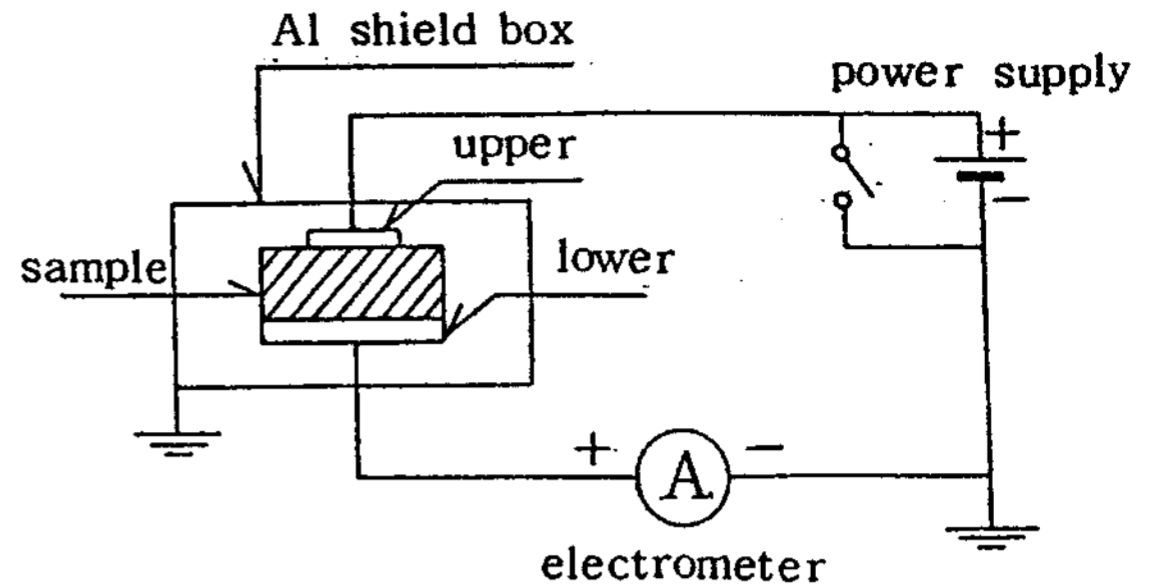 Al shield box
power supply
upper
+
sample
lower
−
+
−
A
electrometer